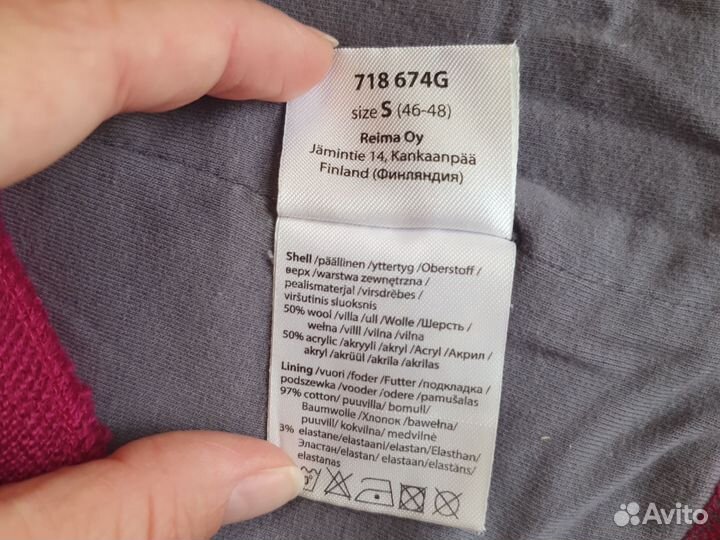 718 674G
size S (46-48)
Reima Oy
Jämintie 14, Kankaanpää
Finland (Финляндия)
Shell /päällinen /yttertyg /Oberstoff /
верх /warstwa zewnętrzna /
pealismaterjal /virsdrēbes /
viršutinis sluoksnis
50% wool /villa /ull /Wolle /Шерсть /
wełna /villl /vilna /vilna
50% acrylic /akryyli /akryl /Acryl /Акрил /
akryl /akrüül /akrila /akrilas
Lining /vuori /foder /Futter /подкладка /
podszewka /vooder /odere /pamušalas
97% cotton/ puuvilla/ bomull/
Baumwolle /Хлопок /bawełna/
puuvill/ kokvilna/ medvilnė
3% elastane/elastaani/elastan/Elasthan/
Эластан/elastan/ elastaan/elastāns/
elastanas
Avito